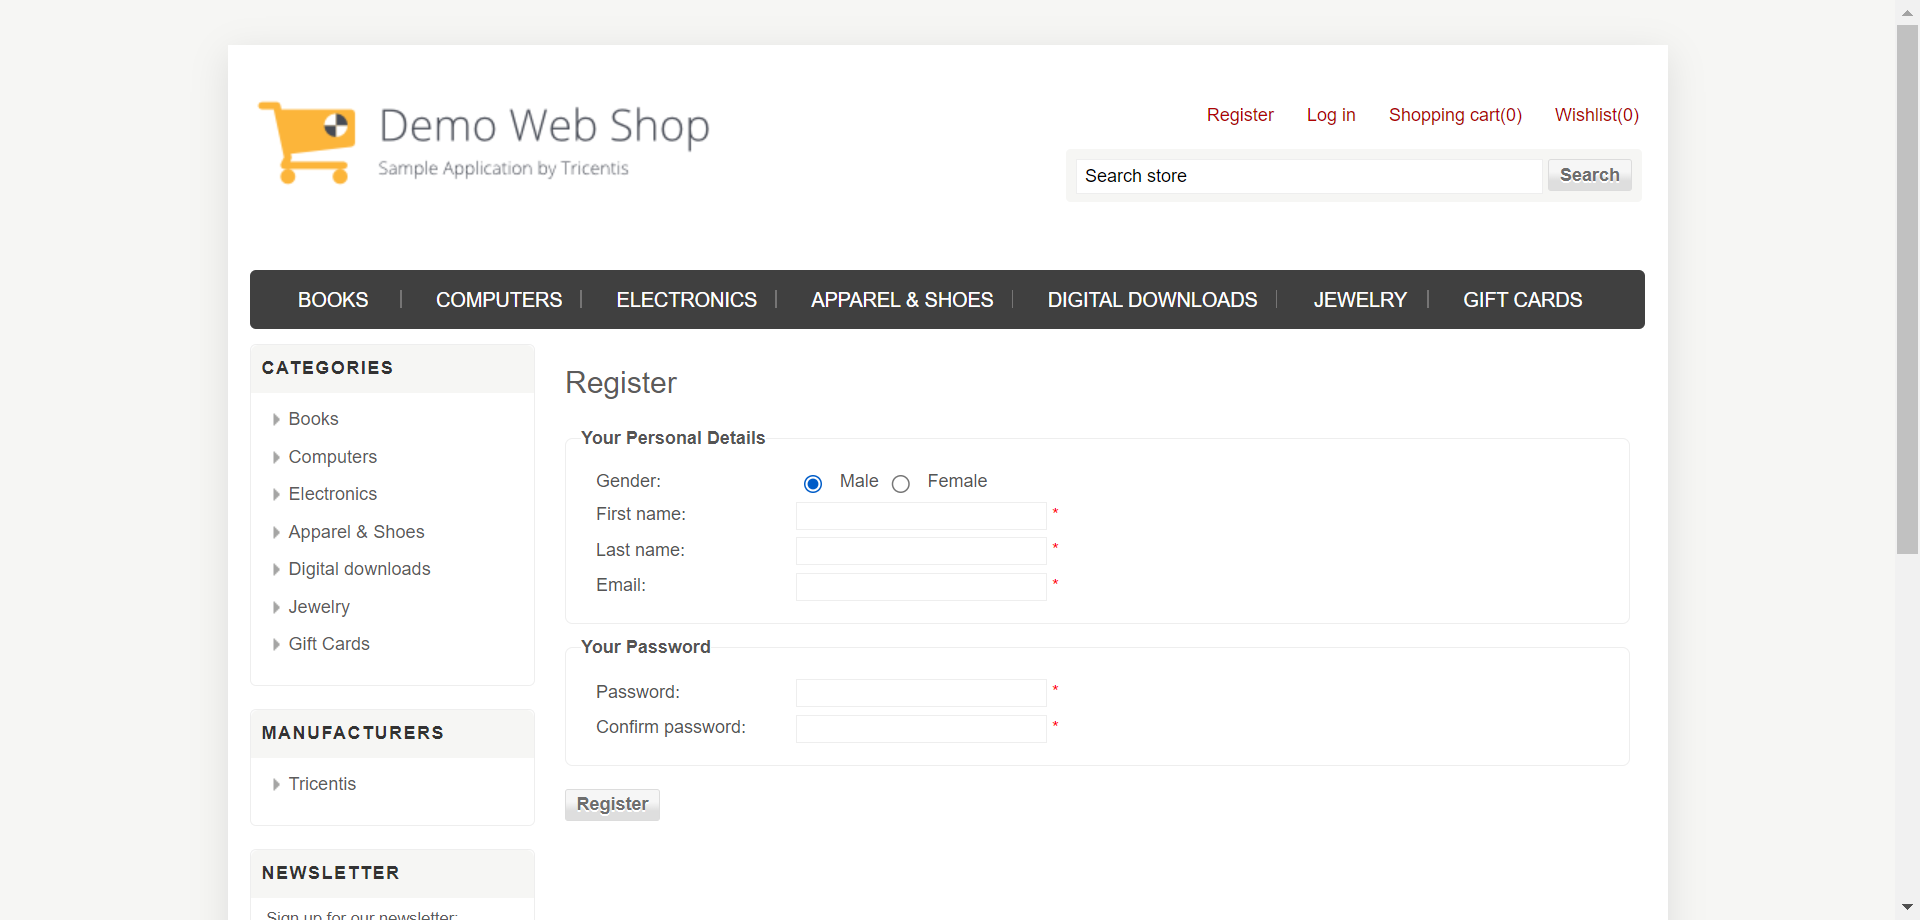 Demo Web Shop
Sample Application by Tricentis
Register Log in Shopping cart(0) Wishlist(0)
Search store Search
BOOKS COMPUTERS ELECTRONICS APPAREL & SHOES DIGITAL DOWNLOADS JEWELRY GIFT CARDS
CATEGORIES
Books
Computers
Electronics
Apparel & Shoes
Digital downloads
Jewelry
Gift Cards
MANUFACTURERS
Tricentis
NEWSLETTER
Sign up for our newsletter:
Register
Your Personal Details
Gender: Male Female
First name: *
Last name: *
Email: *
Your Password
Password: *
Confirm password: *
Register